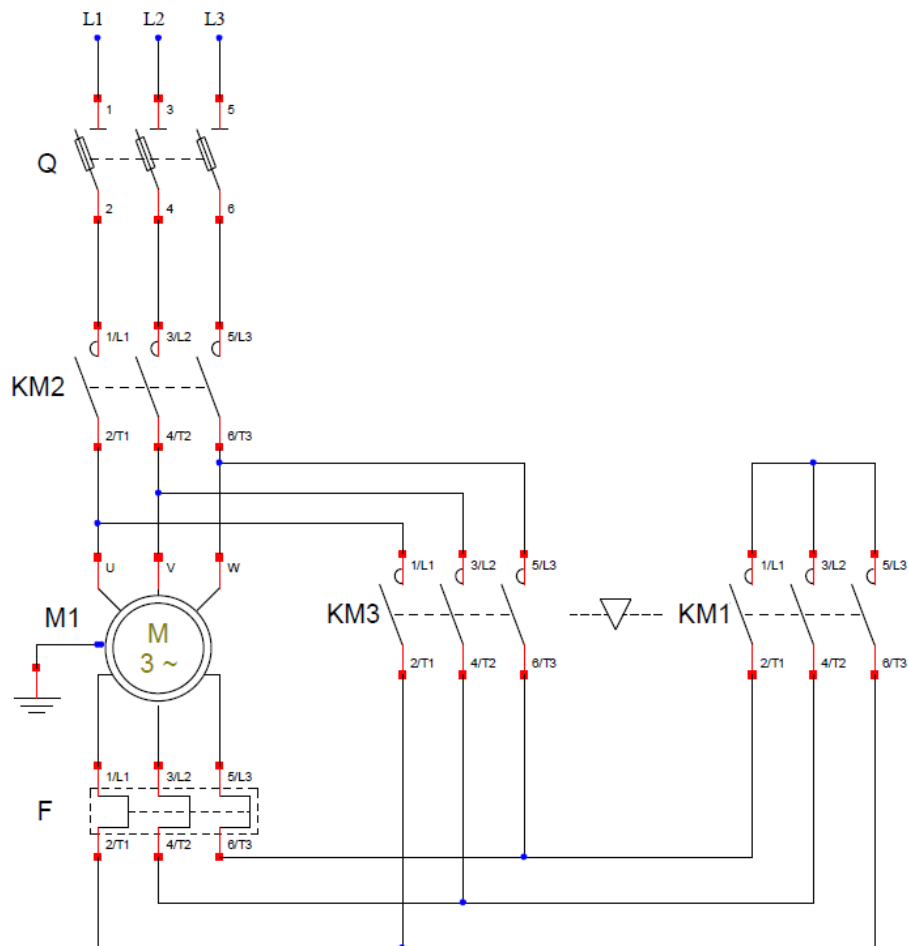 L1 L2 L3
1 3 5
Q
2 4 6
1/L1 3/L2 5/L3
KM2
2/T1 4/T2 6/T3
U V W
1/L1 3/L2 5/L3 1/L1 3/L2 5/L3
M1 KM3 KM1
M
3 ~
2/T1 4/T2 6/T3 2/T1 4/T2 6/T3
1/L1 3/L2 5/L3
F
2/T1 4/T2 6/T3